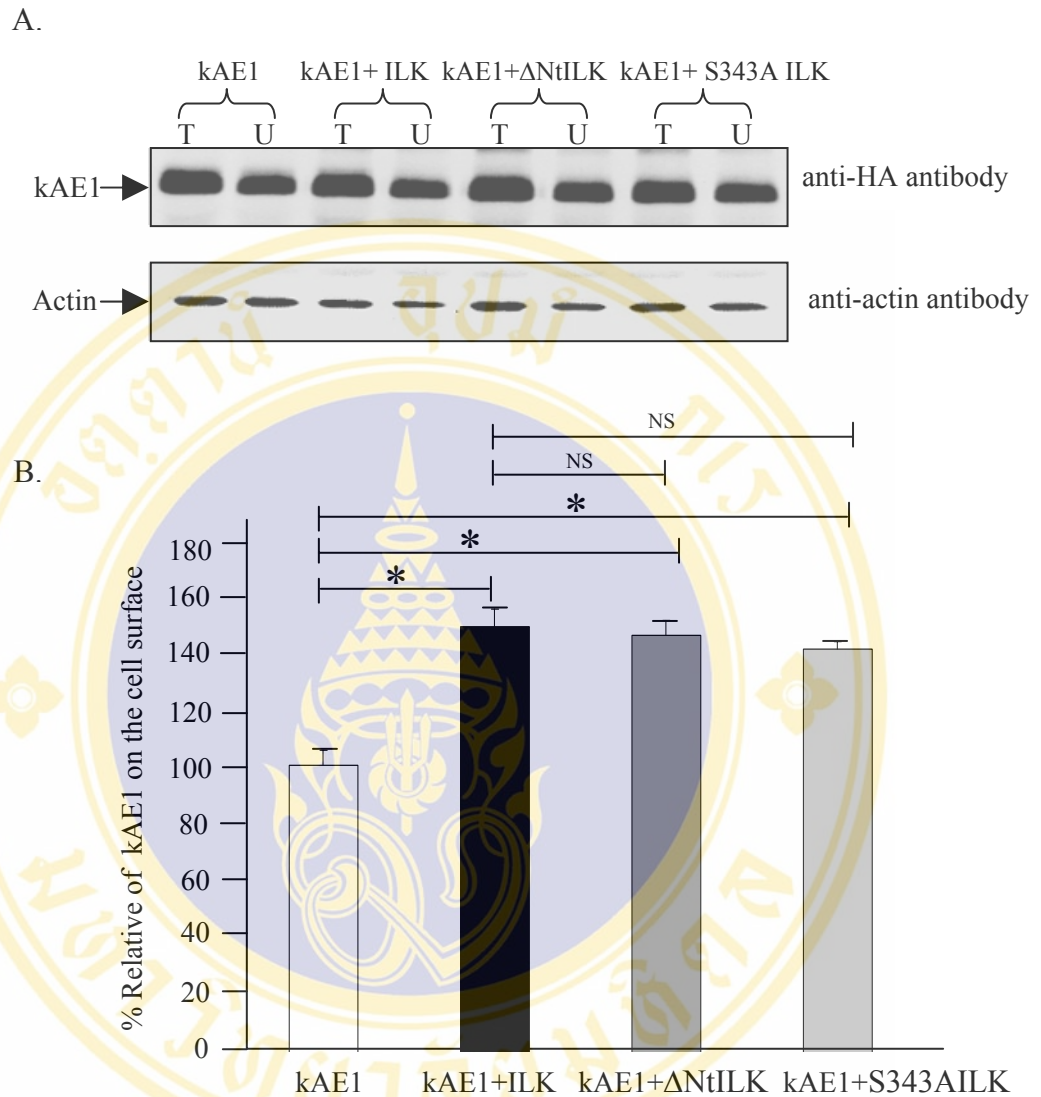 A.
kAE1 kAE1+ ILK kAE1+ΔNtILK kAE1+ S343A ILK
T U T U T U T U
kAE1 anti-HA antibody
Actin anti-actin antibody
B.
NS
NS
*
*
*
% Relative of kAE1 on the cell surface
180
160
140
120
100
80
60
40
20
0
kAE1 kAE1+ILK kAE1+ΔNtILK kAE1+S343AILK